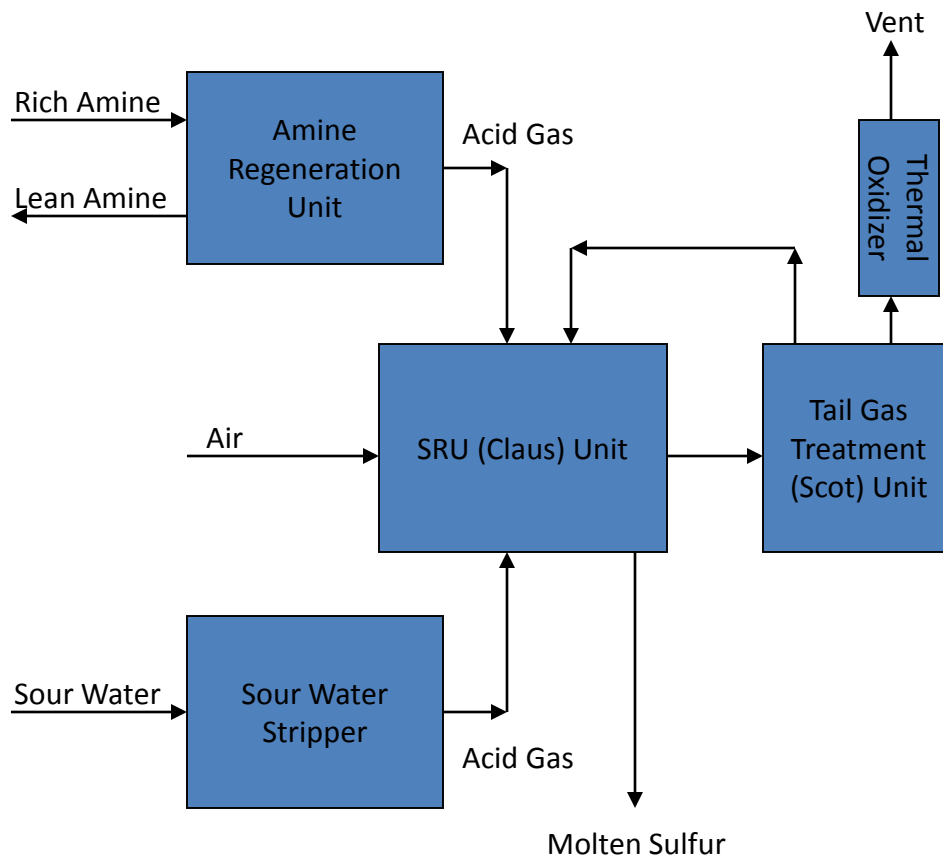 Vent
Rich Amine
Amine
Regeneration
Unit
Acid Gas
Thermal
Oxidizer
Lean Amine
Air
SRU (Claus) Unit
Tail Gas
Treatment
(Scot) Unit
Sour Water
Sour Water
Stripper
Acid Gas
Molten Sulfur